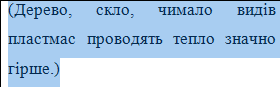 (Дерево, скло, чимало видів
пластмас проводять тепло значно
гірше.)